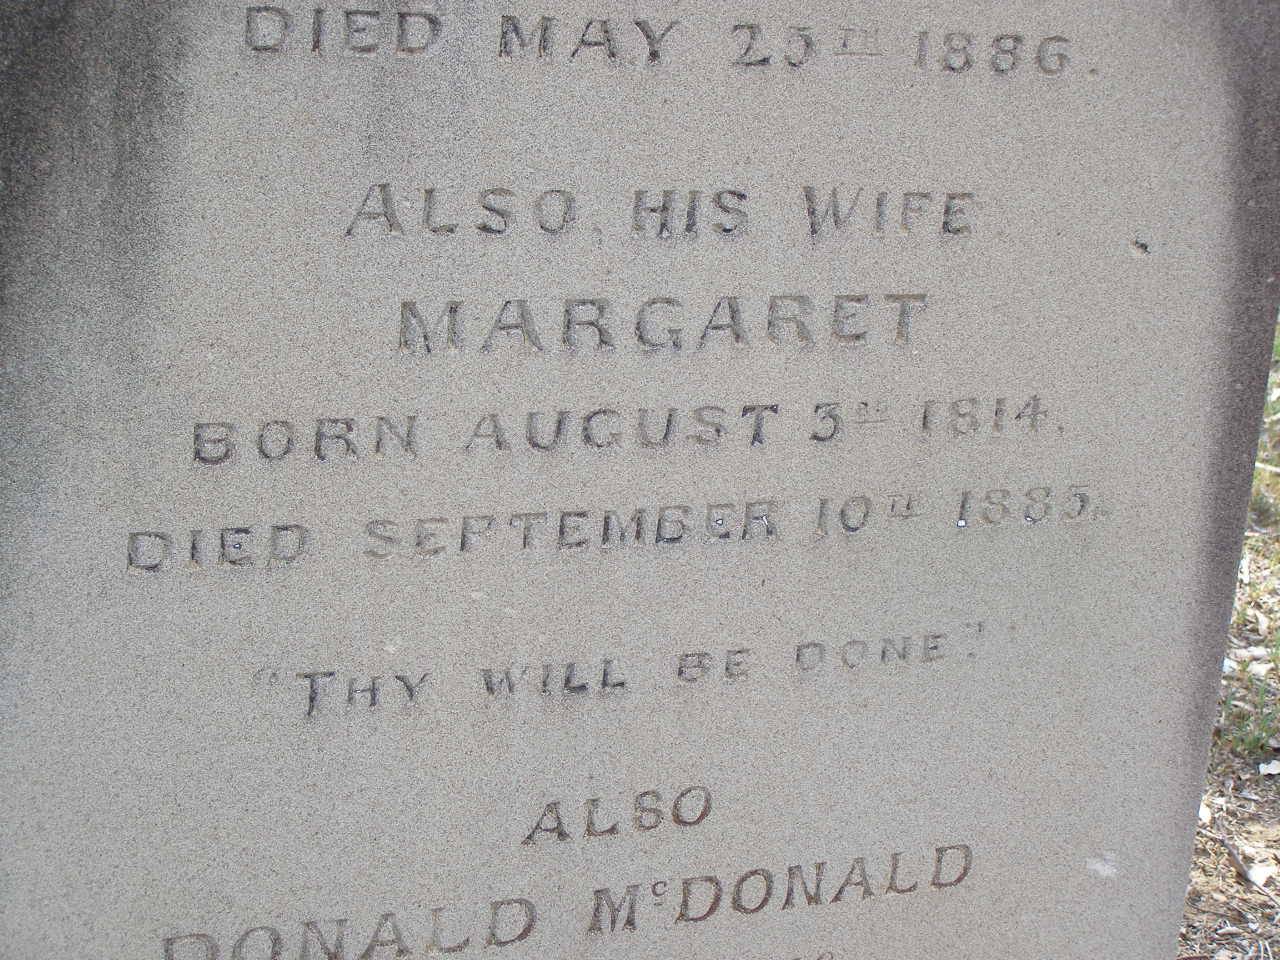 DIED MAY 25TH 1886.
ALSO, HIS WIFE
MARGARET
BORN AUGUST 3RD 1814.
DIED SEPTEMBER 10TH 1885.
"THY WILL BE DONE."
ALSO
DONALD McDONALD